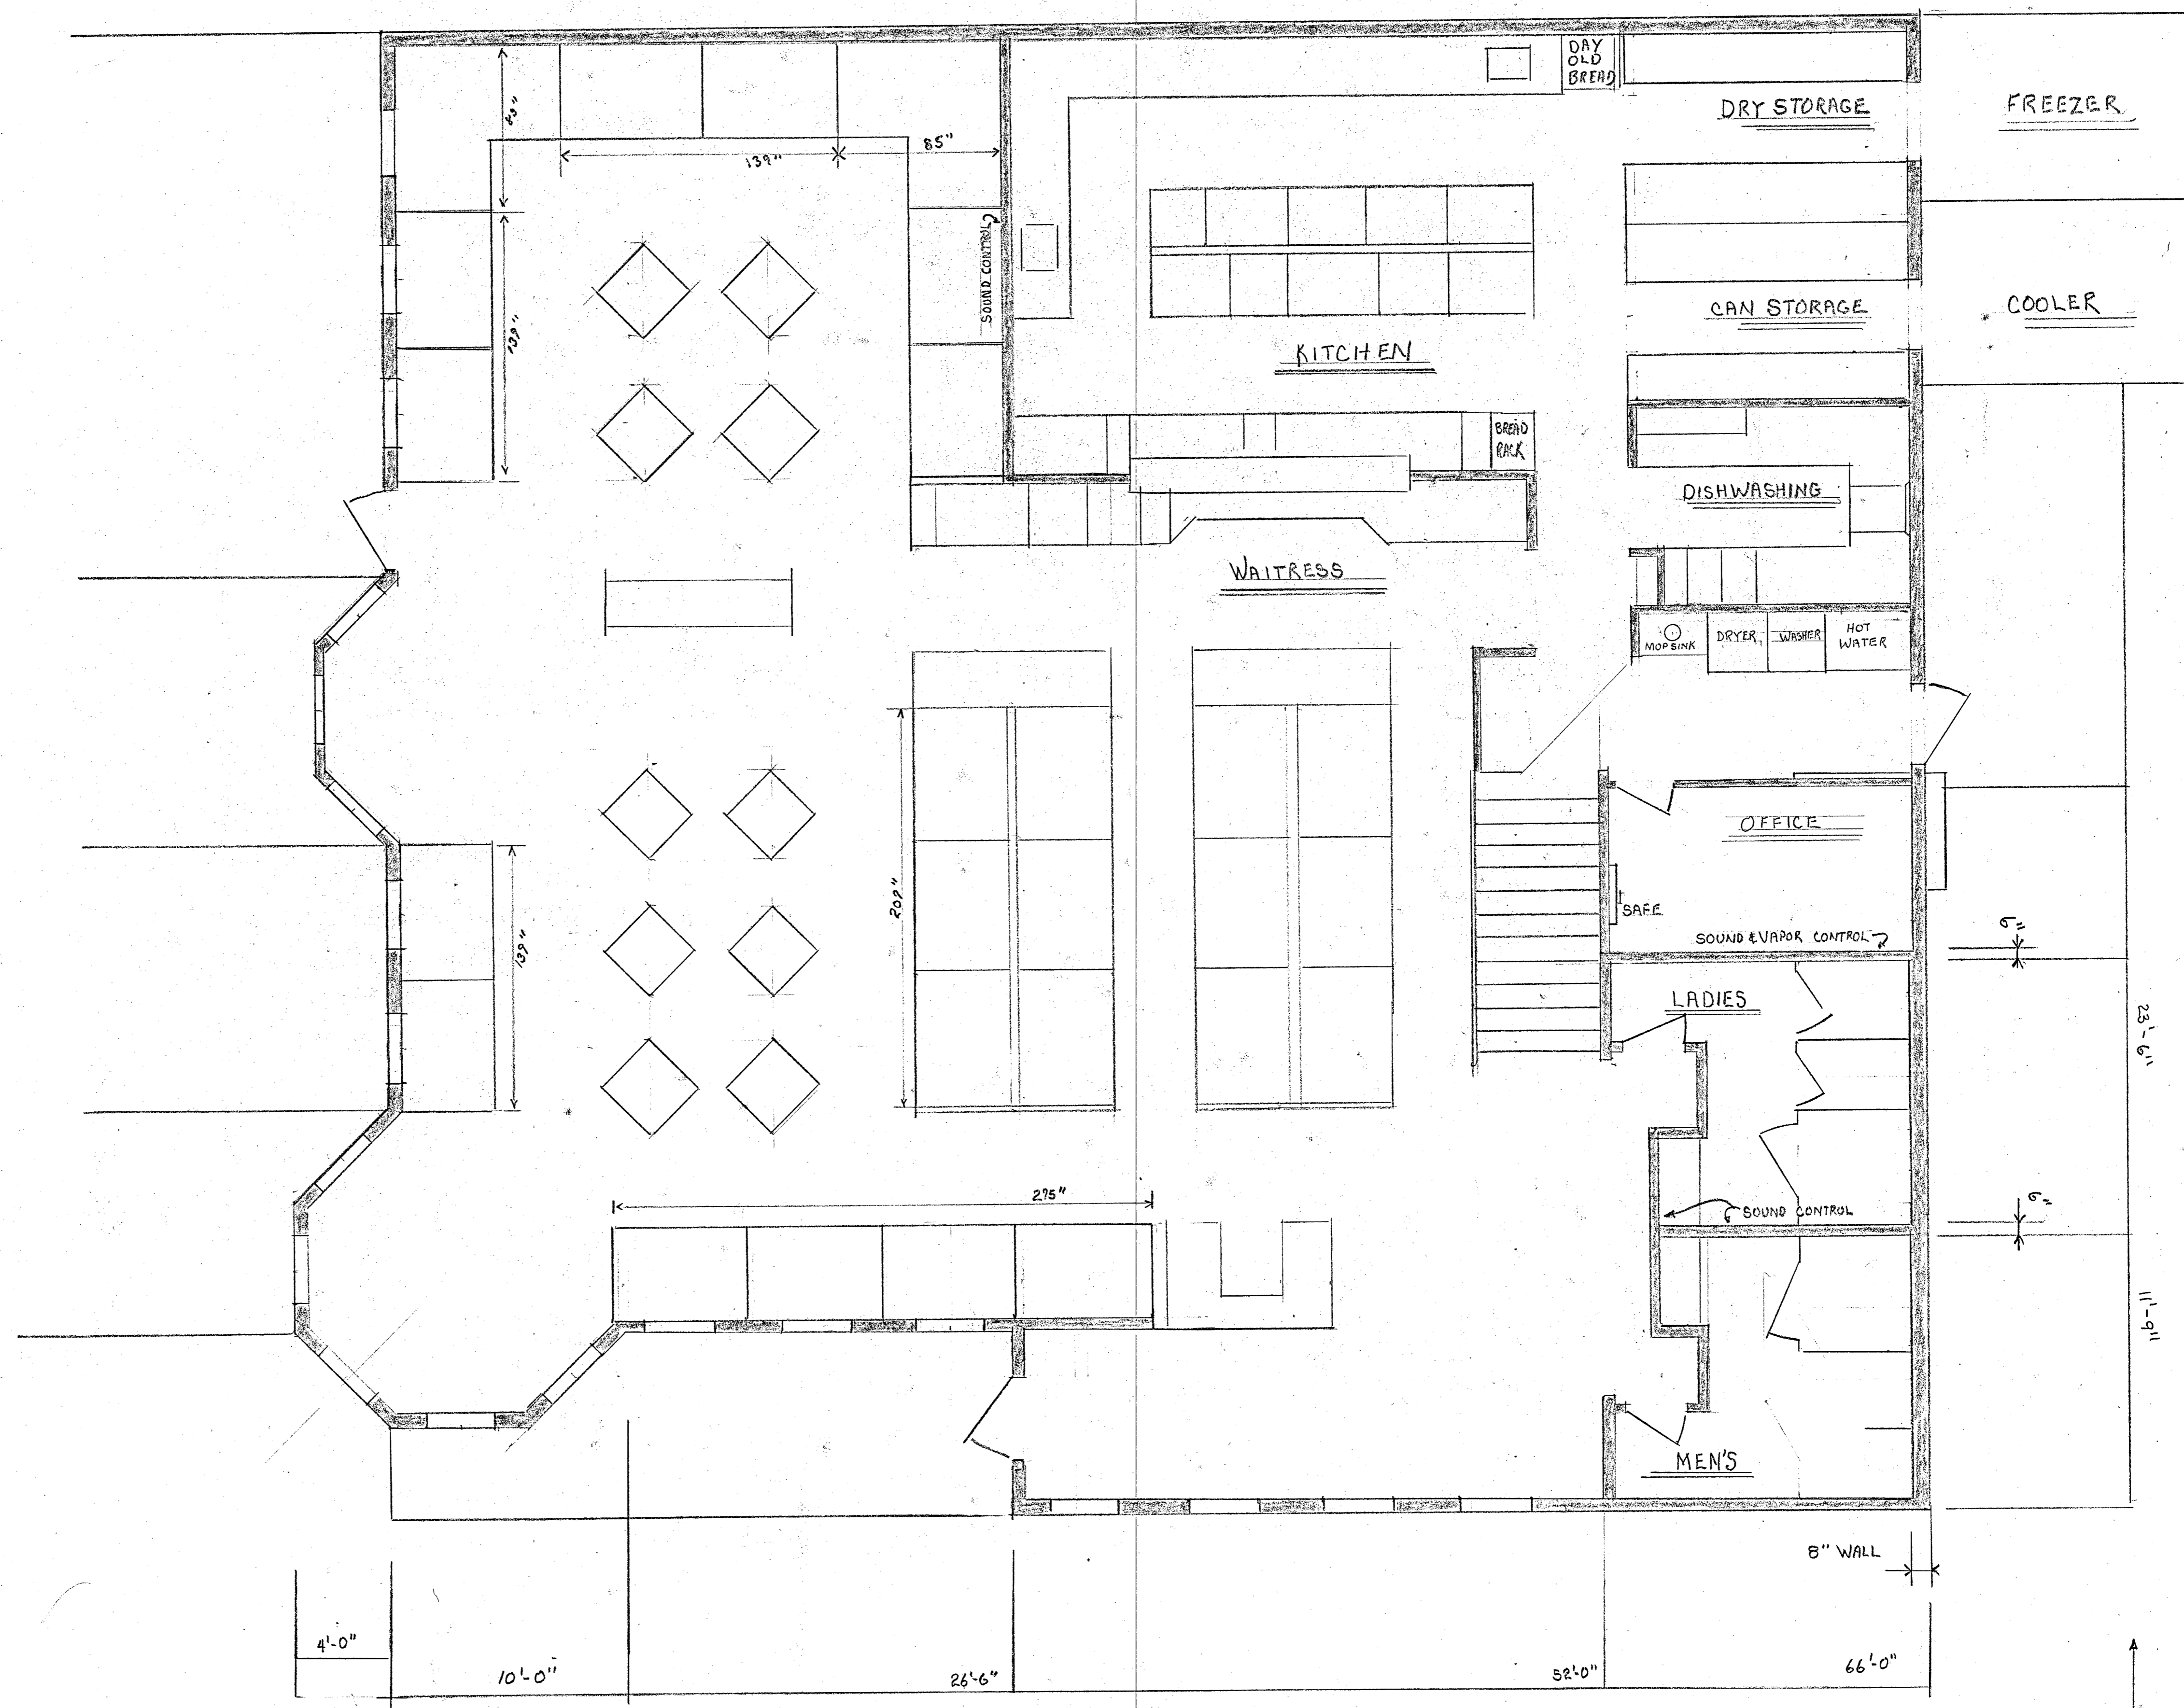 DAY
OLD
BREAD
DRY STORAGE
FREEZER
85"
139"
85"
SOUND CONTROL
139"
CAN STORAGE
COOLER
KITCHEN
BREAD
RACK
DISHWASHING
WAITRESS
MOP SINK
DRYER
WASHER
HOT
WATER
OFFICE
SAFE
SOUND & VAPOR CONTROL
202"
139"
6"
LADIES
23'-6"
275"
SOUND CONTROL
6"
11'-9"
MEN'S
8" WALL
4'-0"
10'-0"
26'-6"
52'-0"
66'-0"